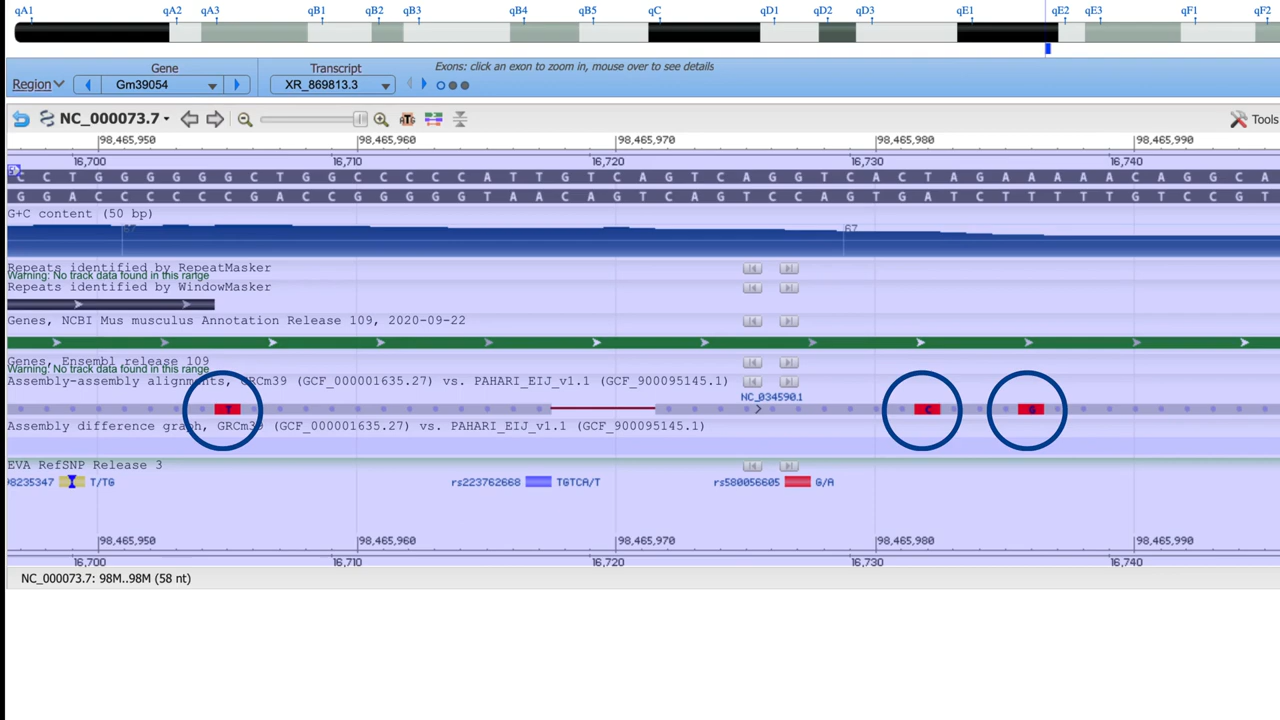 qA1 qA2 qA3 qB1 qB2 qB3 qB4 qB5 qC qD1 qD2 qD3 qE1 qE2 qE3 qF1 qF2
Gene Transcript Exons: click an exon to zoom in, mouse over to see details
Region Gm39054 XR_869813.3
NC_000073.7 Tools
98,465,950 98,465,960 98,465,970 98,465,980 98,465,990
16,700 16,710 16,720 16,730 16,740
C C T G G G G G G C T G G C C C C C A T T G T C A G T C A G G T C A C T A G A A A A A C A G G C A
G G A C C C C C C G A C C G G G G G T A A C A G T C A G T C C A G T G A T C T T T T T G T C C G T
G+C content (50 bp)
67 67
Repeats identified by RepeatMasker
Warning: No track data found in this range
Repeats identified by WindowMasker
Genes, NCBI Mus musculus Annotation Release 109, 2020-09-22
Genes, Ensembl release 109
Warning: No track data found in this range
Assembly-assembly alignments, GRCm39 (GCF_000001635.27) vs. PAHARI_EIJ_v1.1 (GCF_900095145.1)
NC_034590.1
T C G
Assembly difference graph, GRCm39 (GCF_000001635.27) vs. PAHARI_EIJ_v1.1 (GCF_900095145.1)
EVA RefSNP Release 3
98235347 T/TG rs223762668 TGTCA/T rs580056605 G/A
98,465,950 98,465,960 98,465,970 98,465,980 98,465,990
16,700 16,710 16,720 16,730 16,740
NC_000073.7: 98M..98M (58 nt)